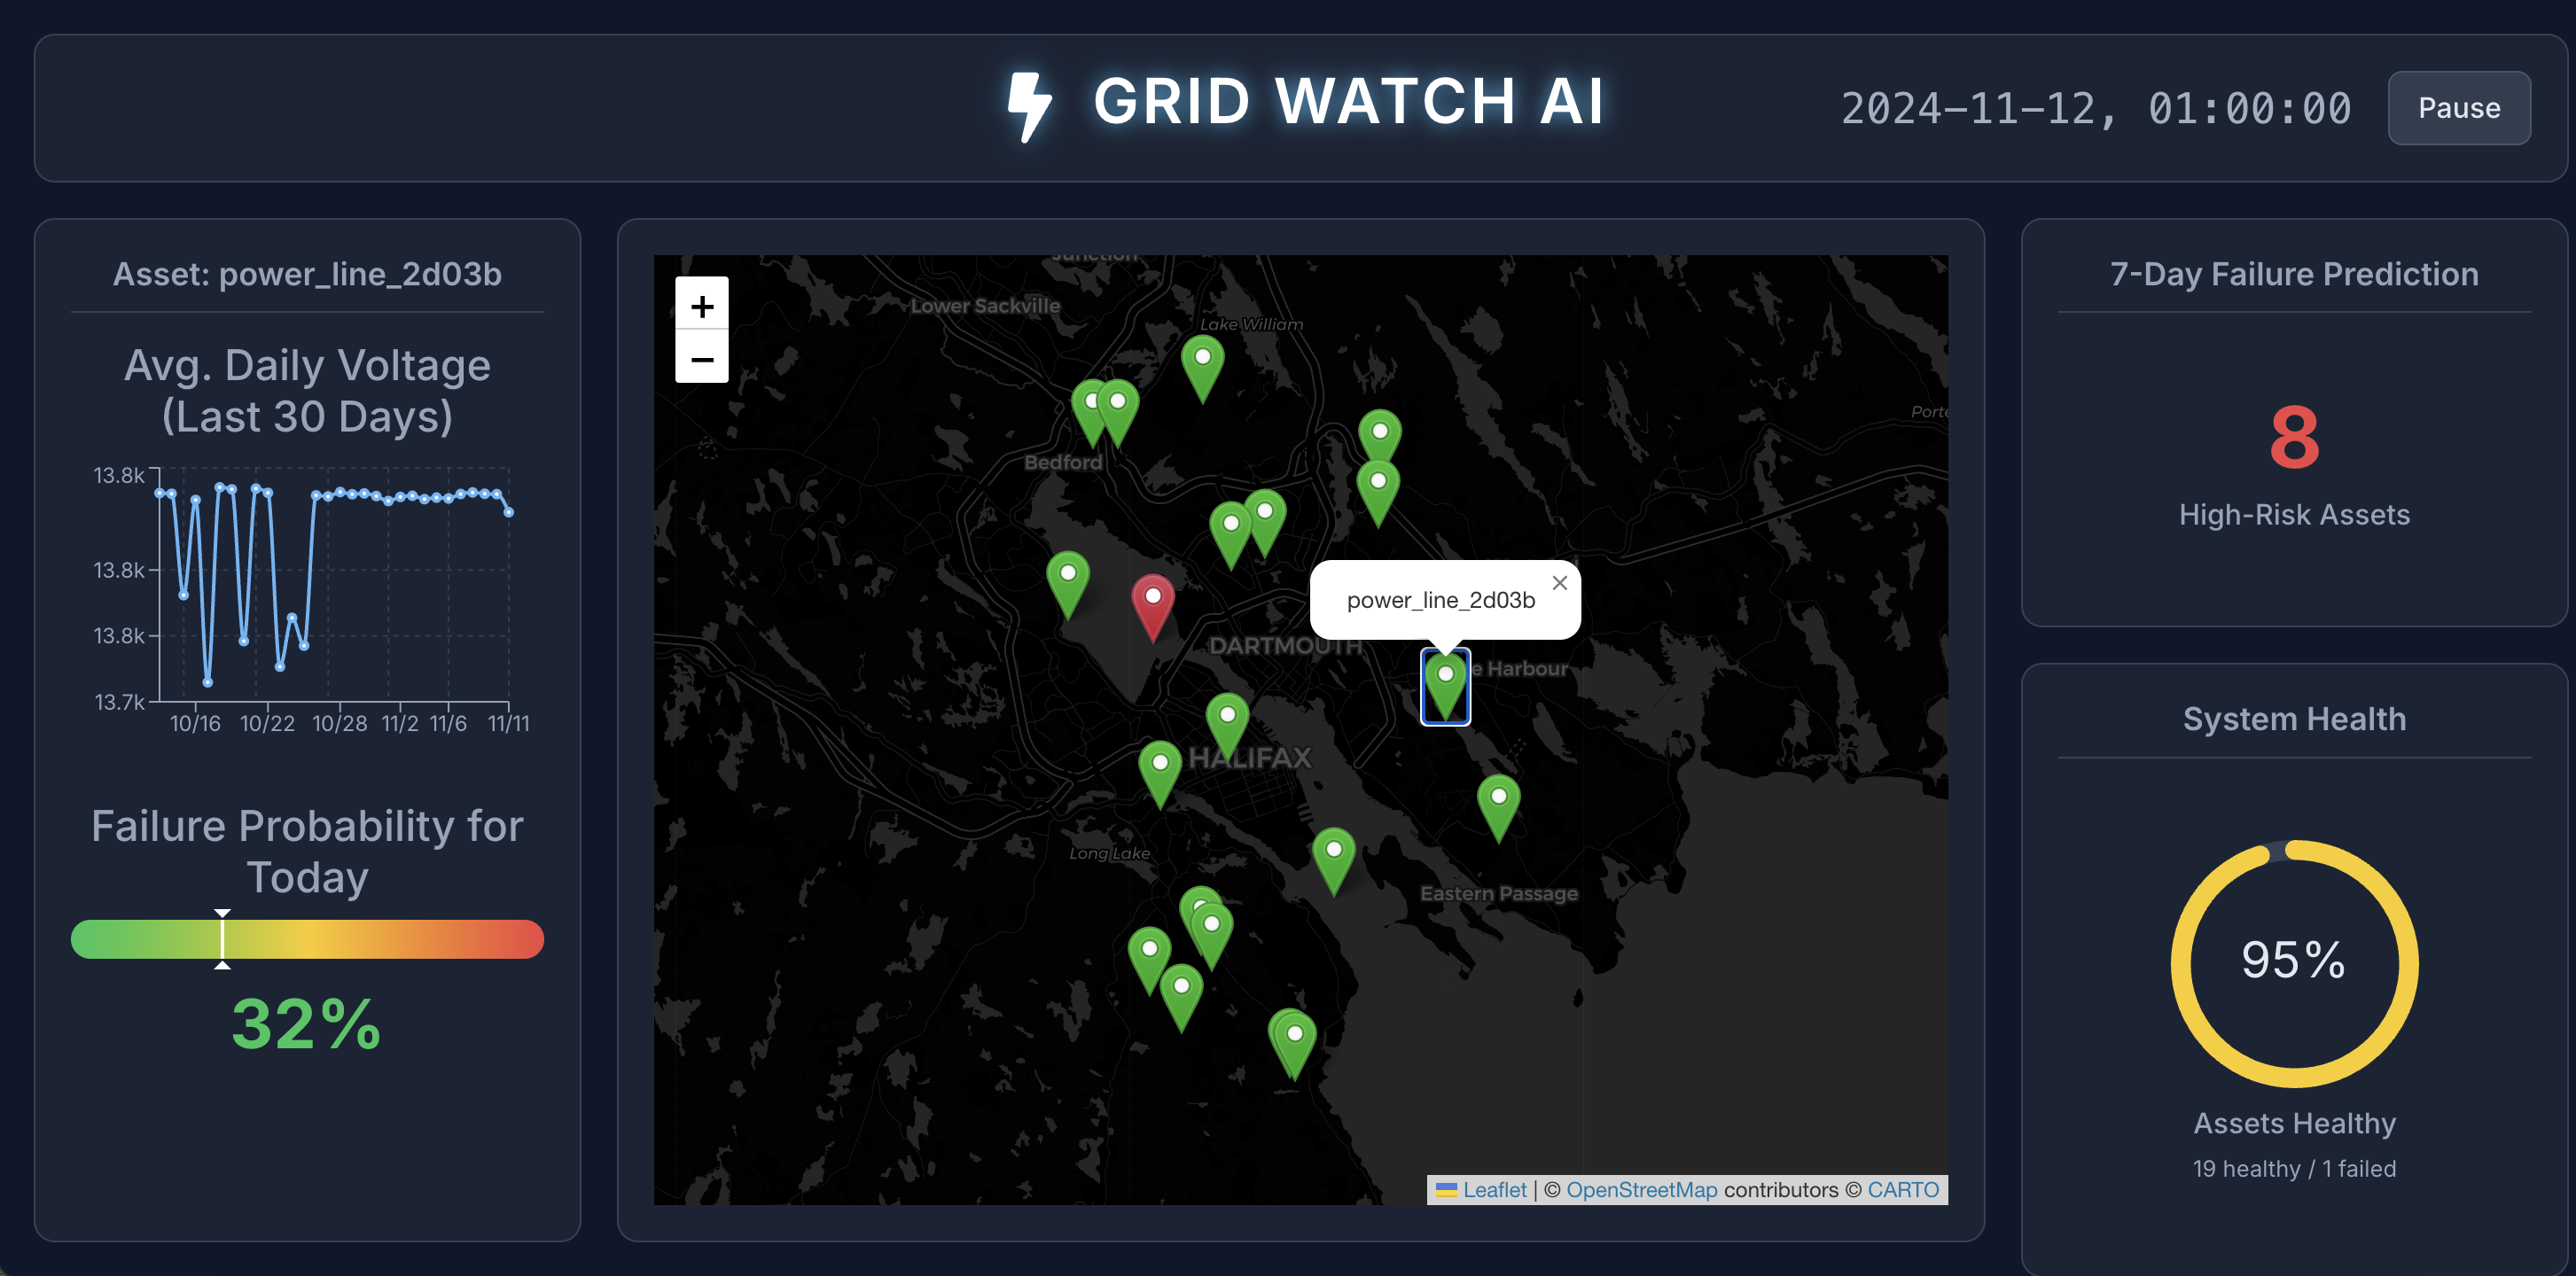 GRID WATCH AI
2024-11-12, 01:00:00
Pause
Asset: power_line_2d03b
Avg. Daily Voltage
(Last 30 Days)
13.8k
13.8k
13.8k
13.7k
10/16 10/22 10/28 11/2 11/6 11/11
Failure Probability for
Today
32%
+
−
Junction
Lower Sackville
Lake William
Porte
Bedford
power_line_2d03b ×
DARTMOUTH
e Harbour
HALIFAX
Long Lake
Eastern Passage
Leaflet | © OpenStreetMap contributors © CARTO
7-Day Failure Prediction
8
High-Risk Assets
System Health
95%
Assets Healthy
19 healthy / 1 failed